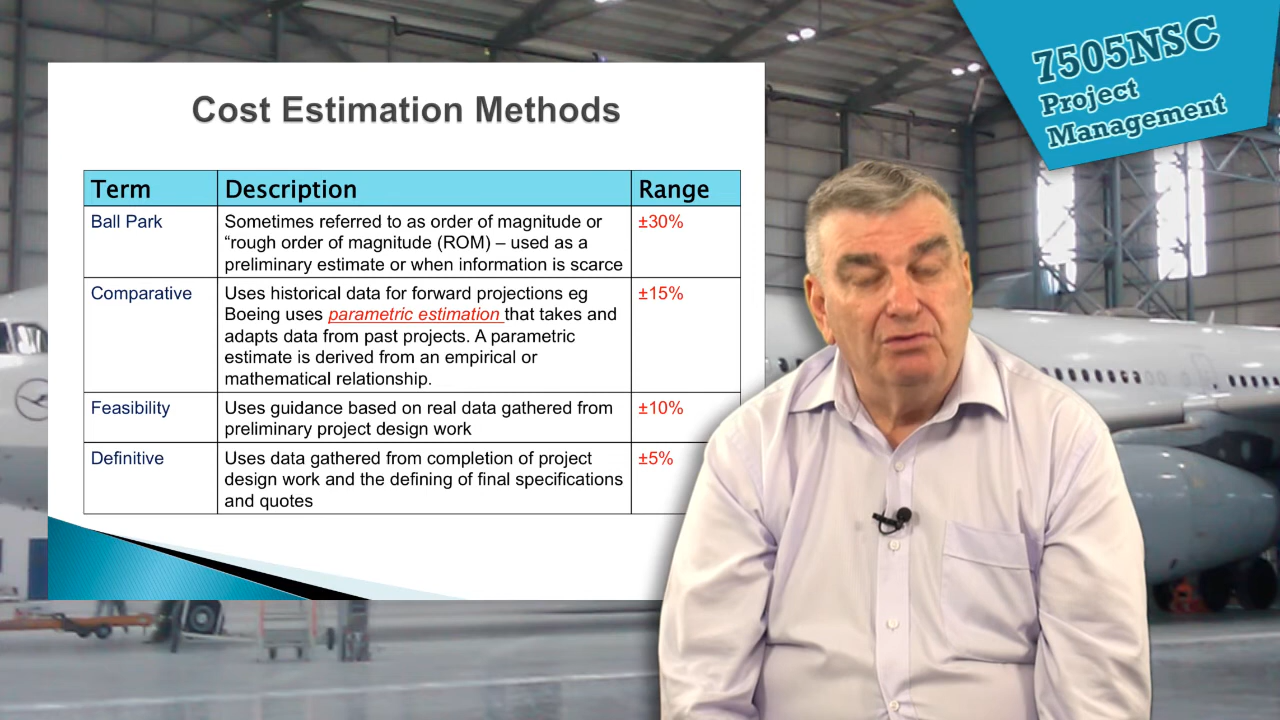 7505NSC
Project
Management
Cost Estimation Methods
Term Description Range
Ball Park Sometimes referred to as order of magnitude or ±30%
“rough order of magnitude (ROM) – used as a
preliminary estimate or when information is scarce
Comparative Uses historical data for forward projections eg ±15%
Boeing uses parametric estimation that takes and
adapts data from past projects. A parametric
estimate is derived from an empirical or
mathematical relationship.
Feasibility Uses guidance based on real data gathered from ±10%
preliminary project design work
Definitive Uses data gathered from completion of project ±5%
design work and the defining of final specifications
and quotes